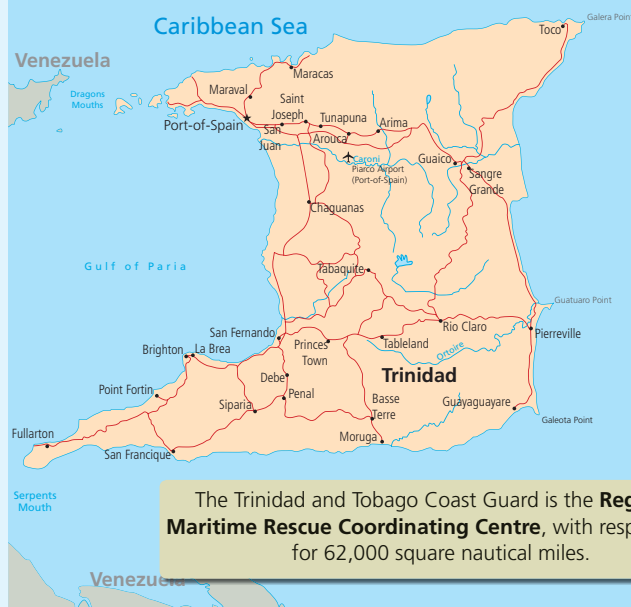 Caribbean Sea
Galera Point
Toco
Venezuela
Maracas
Dragons
Mouths
Maraval
Saint
Joseph
Tunapuna
Arima
Port-of-Spain
San
Juan
Arouca
Caroni
Piarco Airport
(Port-of-Spain)
Guaico
Sangre
Grande
Chaguanas
Gulf of Paria
Tabaquite
Guatuaro Point
San Fernando
Rio Claro
Pierreville
Brighton
La Brea
Princes
Town
Tableland
Ortoire
Trinidad
Debe
Point Fortin
Penal
Siparia
Basse
Terre
Guayaguayare
Galeota Point
Fullarton
Moruga
San Francique
Serpents
Mouth
The Trinidad and Tobago Coast Guard is the Reg
Maritime Rescue Coordinating Centre, with resp
for 62,000 square nautical miles.
Venezuela